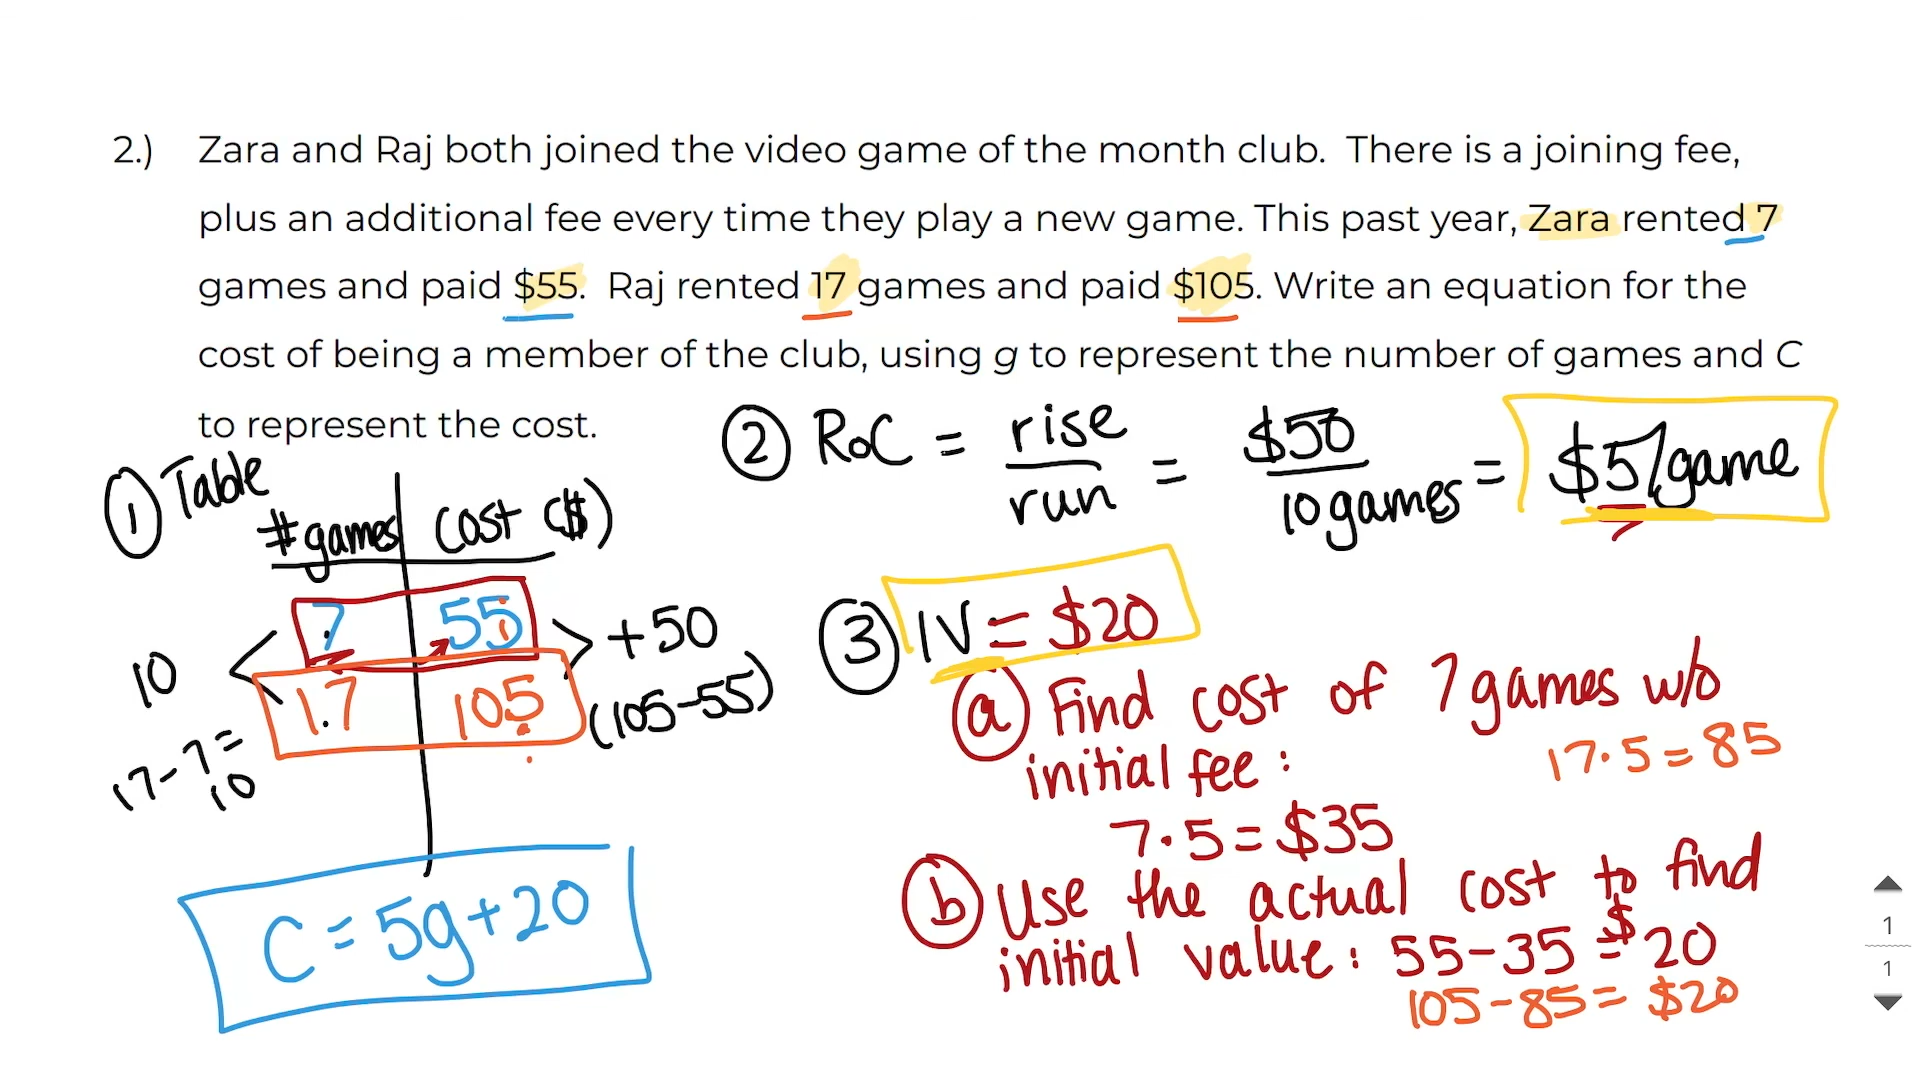 2.) Zara and Raj both joined the video game of the month club. There is a joining fee,
plus an additional fee every time they play a new game. This past year, Zara rented 7
games and paid $55. Raj rented 17 games and paid $105. Write an equation for the
cost of being a member of the club, using g to represent the number of games and C
to represent the cost.
① Table
#games cost ($)
7 55
17 105
10
17-7=
10
+50
(105-55)
② RoC = rise/run = $50/10games = $5/game
③ IV = $20
ⓐ Find cost of 7 games w/o
initial fee:
17·5=85
7·5=$35
ⓑ Use the actual cost to find
initial value: 55-35=$20
105-85=$20
C=5g+20
1
1